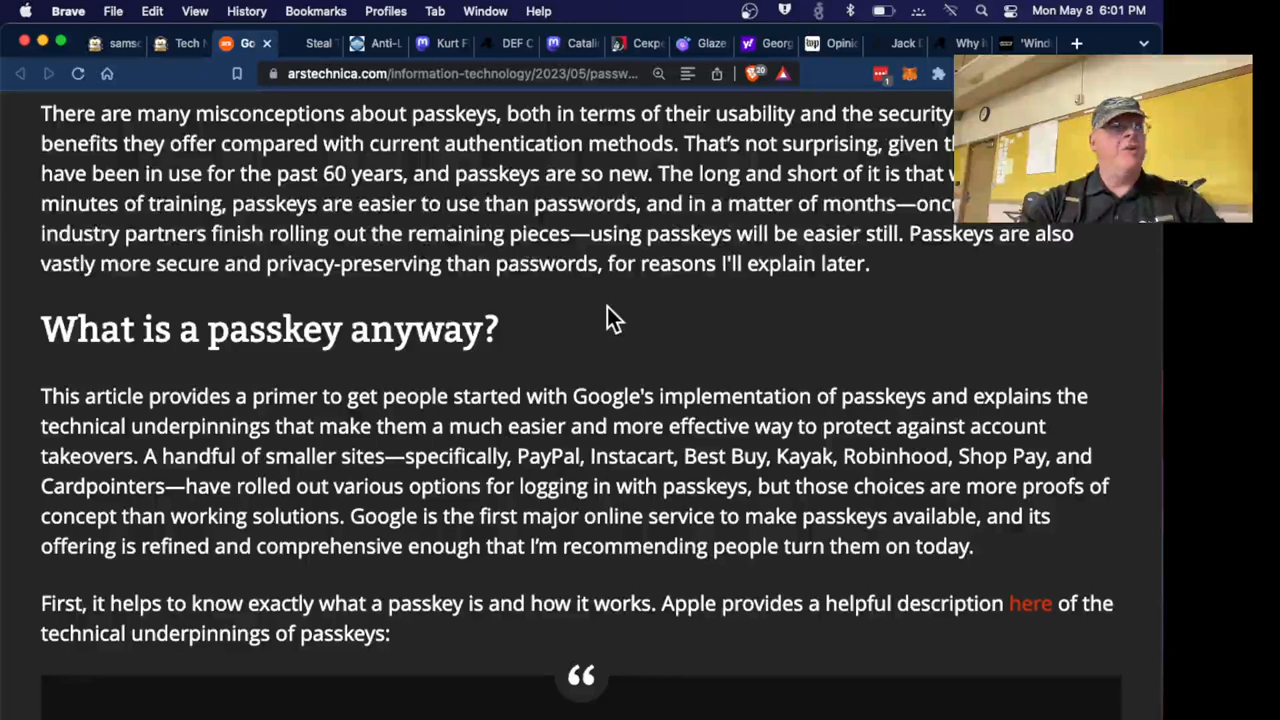 Brave File Edit View History Bookmarks Profiles Tab Window Help Mon May 8 6:01 PM
samsc Tech N Go Steal Anti-L Kurt F DEF C Catali Секре Glaze Georg Opinic Jack E Why i 'Wind
arstechnica.com/information-technology/2023/05/passw... 20 1
There are many misconceptions about passkeys, both in terms of their usability and the security
benefits they offer compared with current authentication methods. That's not surprising, given th
have been in use for the past 60 years, and passkeys are so new. The long and short of it is that
minutes of training, passkeys are easier to use than passwords, and in a matter of months—once
industry partners finish rolling out the remaining pieces—using passkeys will be easier still. Passkeys are also
vastly more secure and privacy-preserving than passwords, for reasons I'll explain later.
What is a passkey anyway?
This article provides a primer to get people started with Google's implementation of passkeys and explains the
technical underpinnings that make them a much easier and more effective way to protect against account
takeovers. A handful of smaller sites—specifically, PayPal, Instacart, Best Buy, Kayak, Robinhood, Shop Pay, and
Cardpointers—have rolled out various options for logging in with passkeys, but those choices are more proofs of
concept than working solutions. Google is the first major online service to make passkeys available, and its
offering is refined and comprehensive enough that I'm recommending people turn them on today.
First, it helps to know exactly what a passkey is and how it works. Apple provides a helpful description here of the
technical underpinnings of passkeys:
“